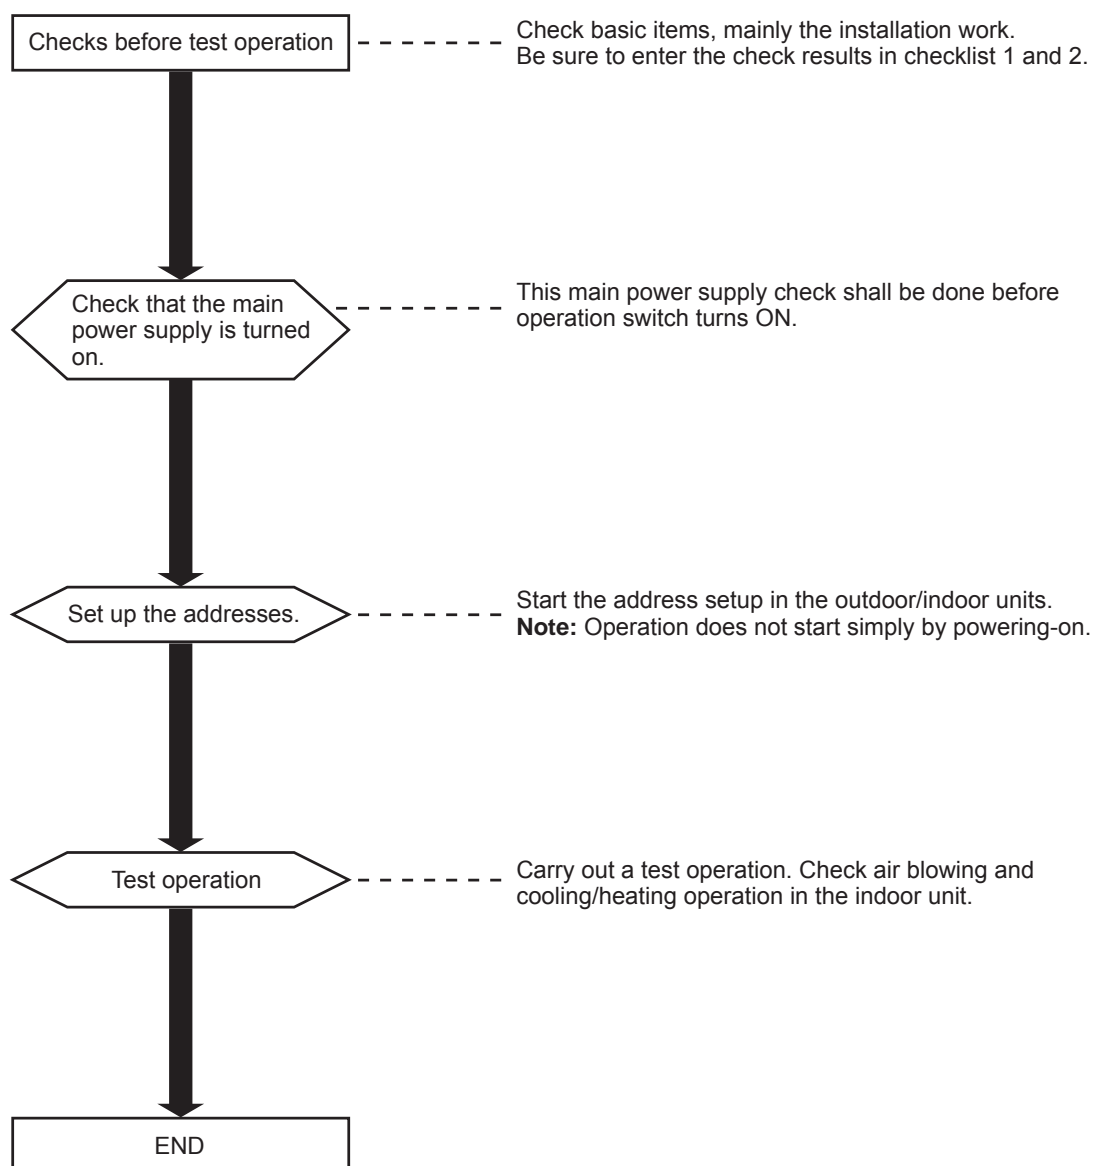 Checks before test operation
Check basic items, mainly the installation work.
Be sure to enter the check results in checklist 1 and 2.
Check that the main
power supply is turned
on.
This main power supply check shall be done before
operation switch turns ON.
Set up the addresses.
Start the address setup in the outdoor/indoor units.
Note: Operation does not start simply by powering-on.
Test operation
Carry out a test operation. Check air blowing and
cooling/heating operation in the indoor unit.
END